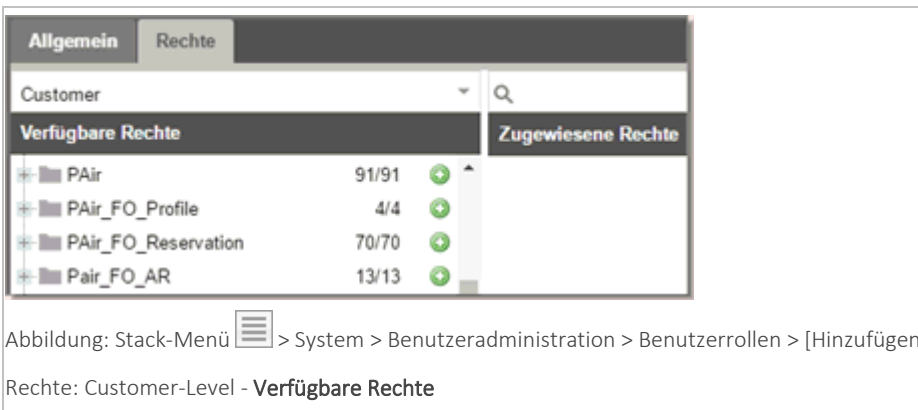 Allgemein Rechte
Customer
Verfügbare Rechte Zugewiesene Rechte
PAir 91/91
PAir_FO_Profile 4/4
PAir_FO_Reservation 70/70
Pair_FO_AR 13/13
Abbildung: Stack-Menü > System > Benutzeradministration > Benutzerrollen > [Hinzufügen
Rechte: Customer-Level - Verfügbare Rechte